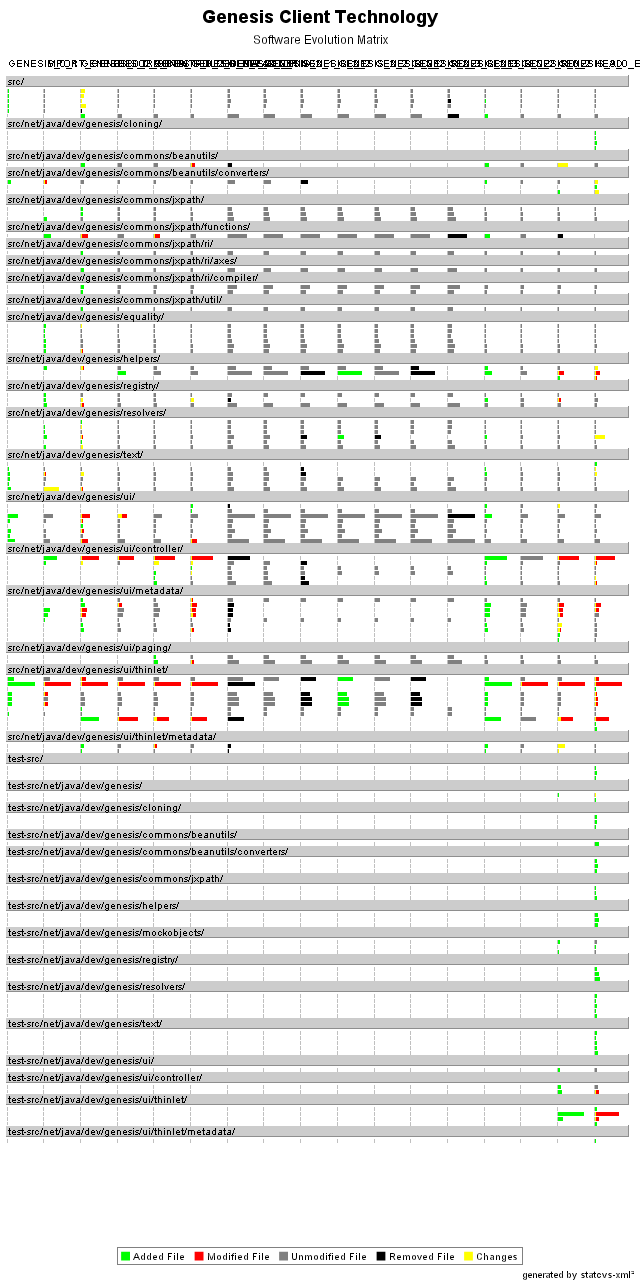 Genesis Client Technology
Software Evolution Matrix
src/
src/net/java/dev/genesis/cloning/
src/net/java/dev/genesis/commons/beanutils/
src/net/java/dev/genesis/commons/beanutils/converters/
src/net/java/dev/genesis/commons/jxpath/
src/net/java/dev/genesis/commons/jxpath/functions/
src/net/java/dev/genesis/commons/jxpath/ri/
src/net/java/dev/genesis/commons/jxpath/ri/axes/
src/net/java/dev/genesis/commons/jxpath/ri/compiler/
src/net/java/dev/genesis/commons/jxpath/util/
src/net/java/dev/genesis/equality/
src/net/java/dev/genesis/helpers/
src/net/java/dev/genesis/registry/
src/net/java/dev/genesis/resolvers/
src/net/java/dev/genesis/text/
src/net/java/dev/genesis/ui/
src/net/java/dev/genesis/ui/controller/
src/net/java/dev/genesis/ui/metadata/
src/net/java/dev/genesis/ui/paging/
src/net/java/dev/genesis/ui/thinlet/
src/net/java/dev/genesis/ui/thinlet/metadata/
test-src/
test-src/net/java/dev/genesis/
test-src/net/java/dev/genesis/cloning/
test-src/net/java/dev/genesis/commons/beanutils/
test-src/net/java/dev/genesis/commons/beanutils/converters/
test-src/net/java/dev/genesis/commons/jxpath/
test-src/net/java/dev/genesis/helpers/
test-src/net/java/dev/genesis/mockobjects/
test-src/net/java/dev/genesis/registry/
test-src/net/java/dev/genesis/resolvers/
test-src/net/java/dev/genesis/text/
test-src/net/java/dev/genesis/ui/
test-src/net/java/dev/genesis/ui/controller/
test-src/net/java/dev/genesis/ui/thinlet/
test-src/net/java/dev/genesis/ui/thinlet/metadata/
Added File Modified File Unmodified File Removed File Changes
generated by statcvs-xml²